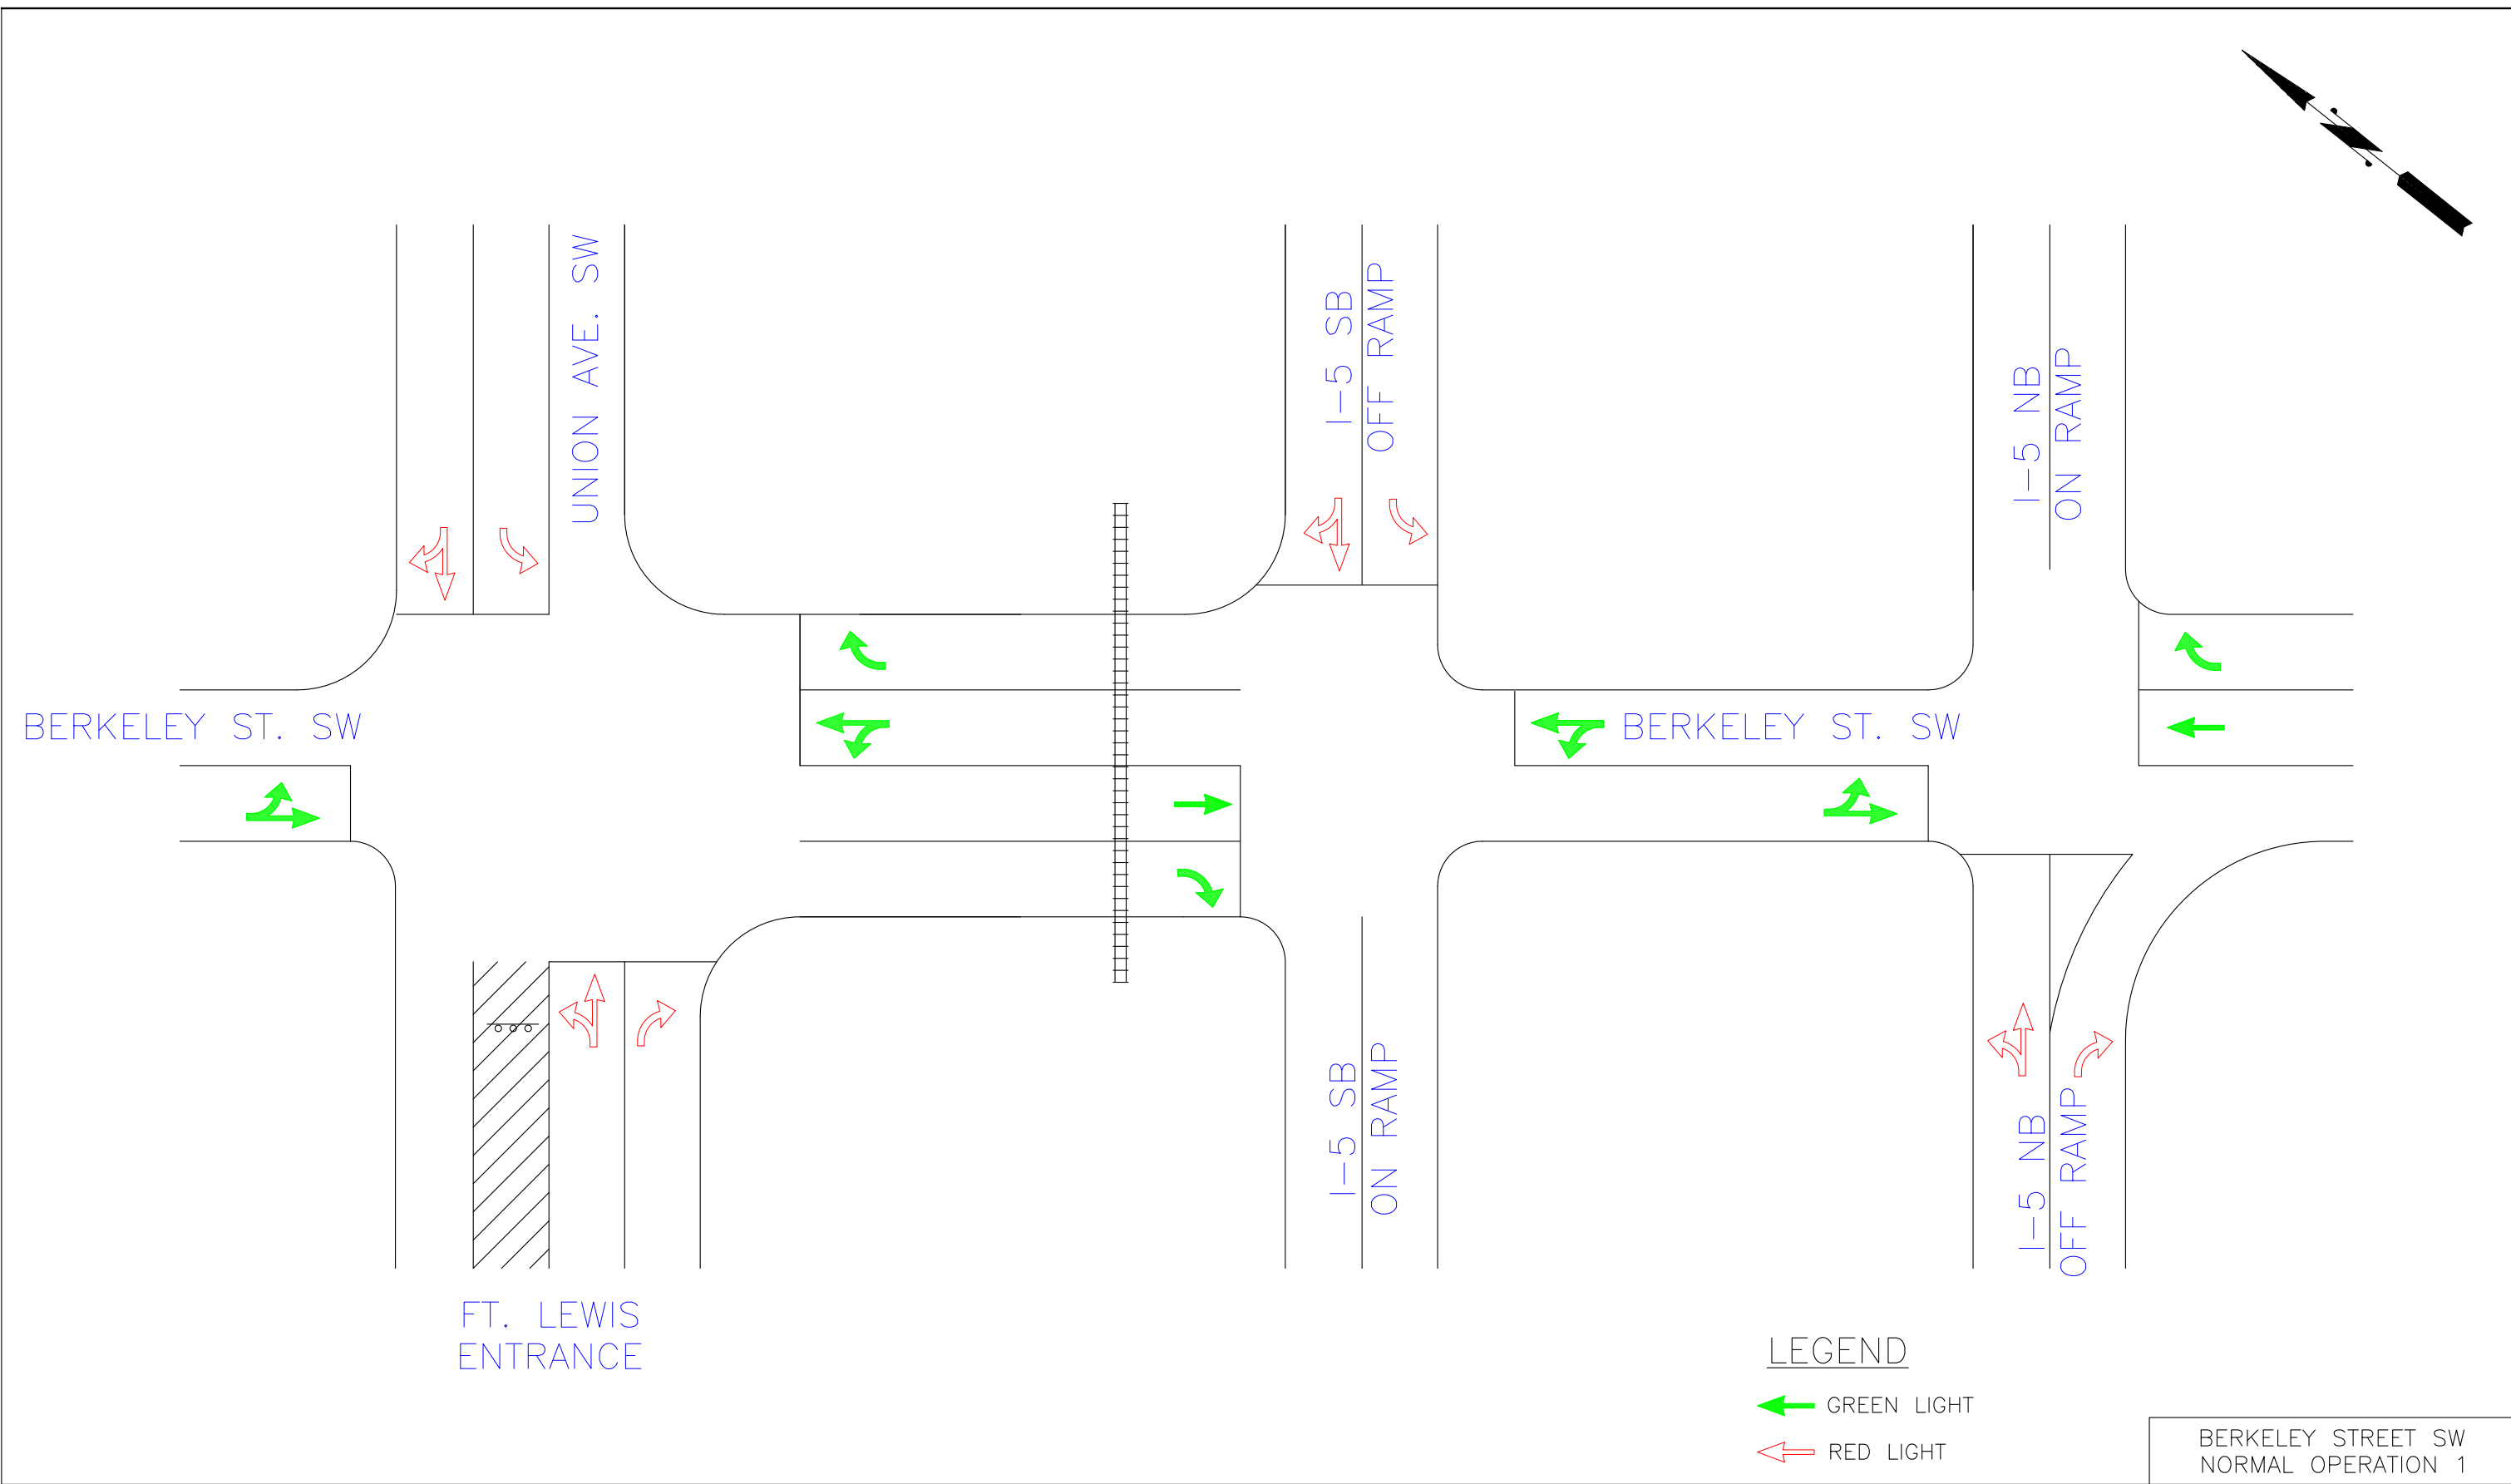 UNION AVE. SW
I-5 SB
OFF RAMP
I-5 NB
ON RAMP
BERKELEY ST. SW
BERKELEY ST. SW
I-5 SB
ON RAMP
I-5 NB
OFF RAMP
FT. LEWIS
ENTRANCE
LEGEND
GREEN LIGHT
RED LIGHT
BERKELEY STREET SW
NORMAL OPERATION 1